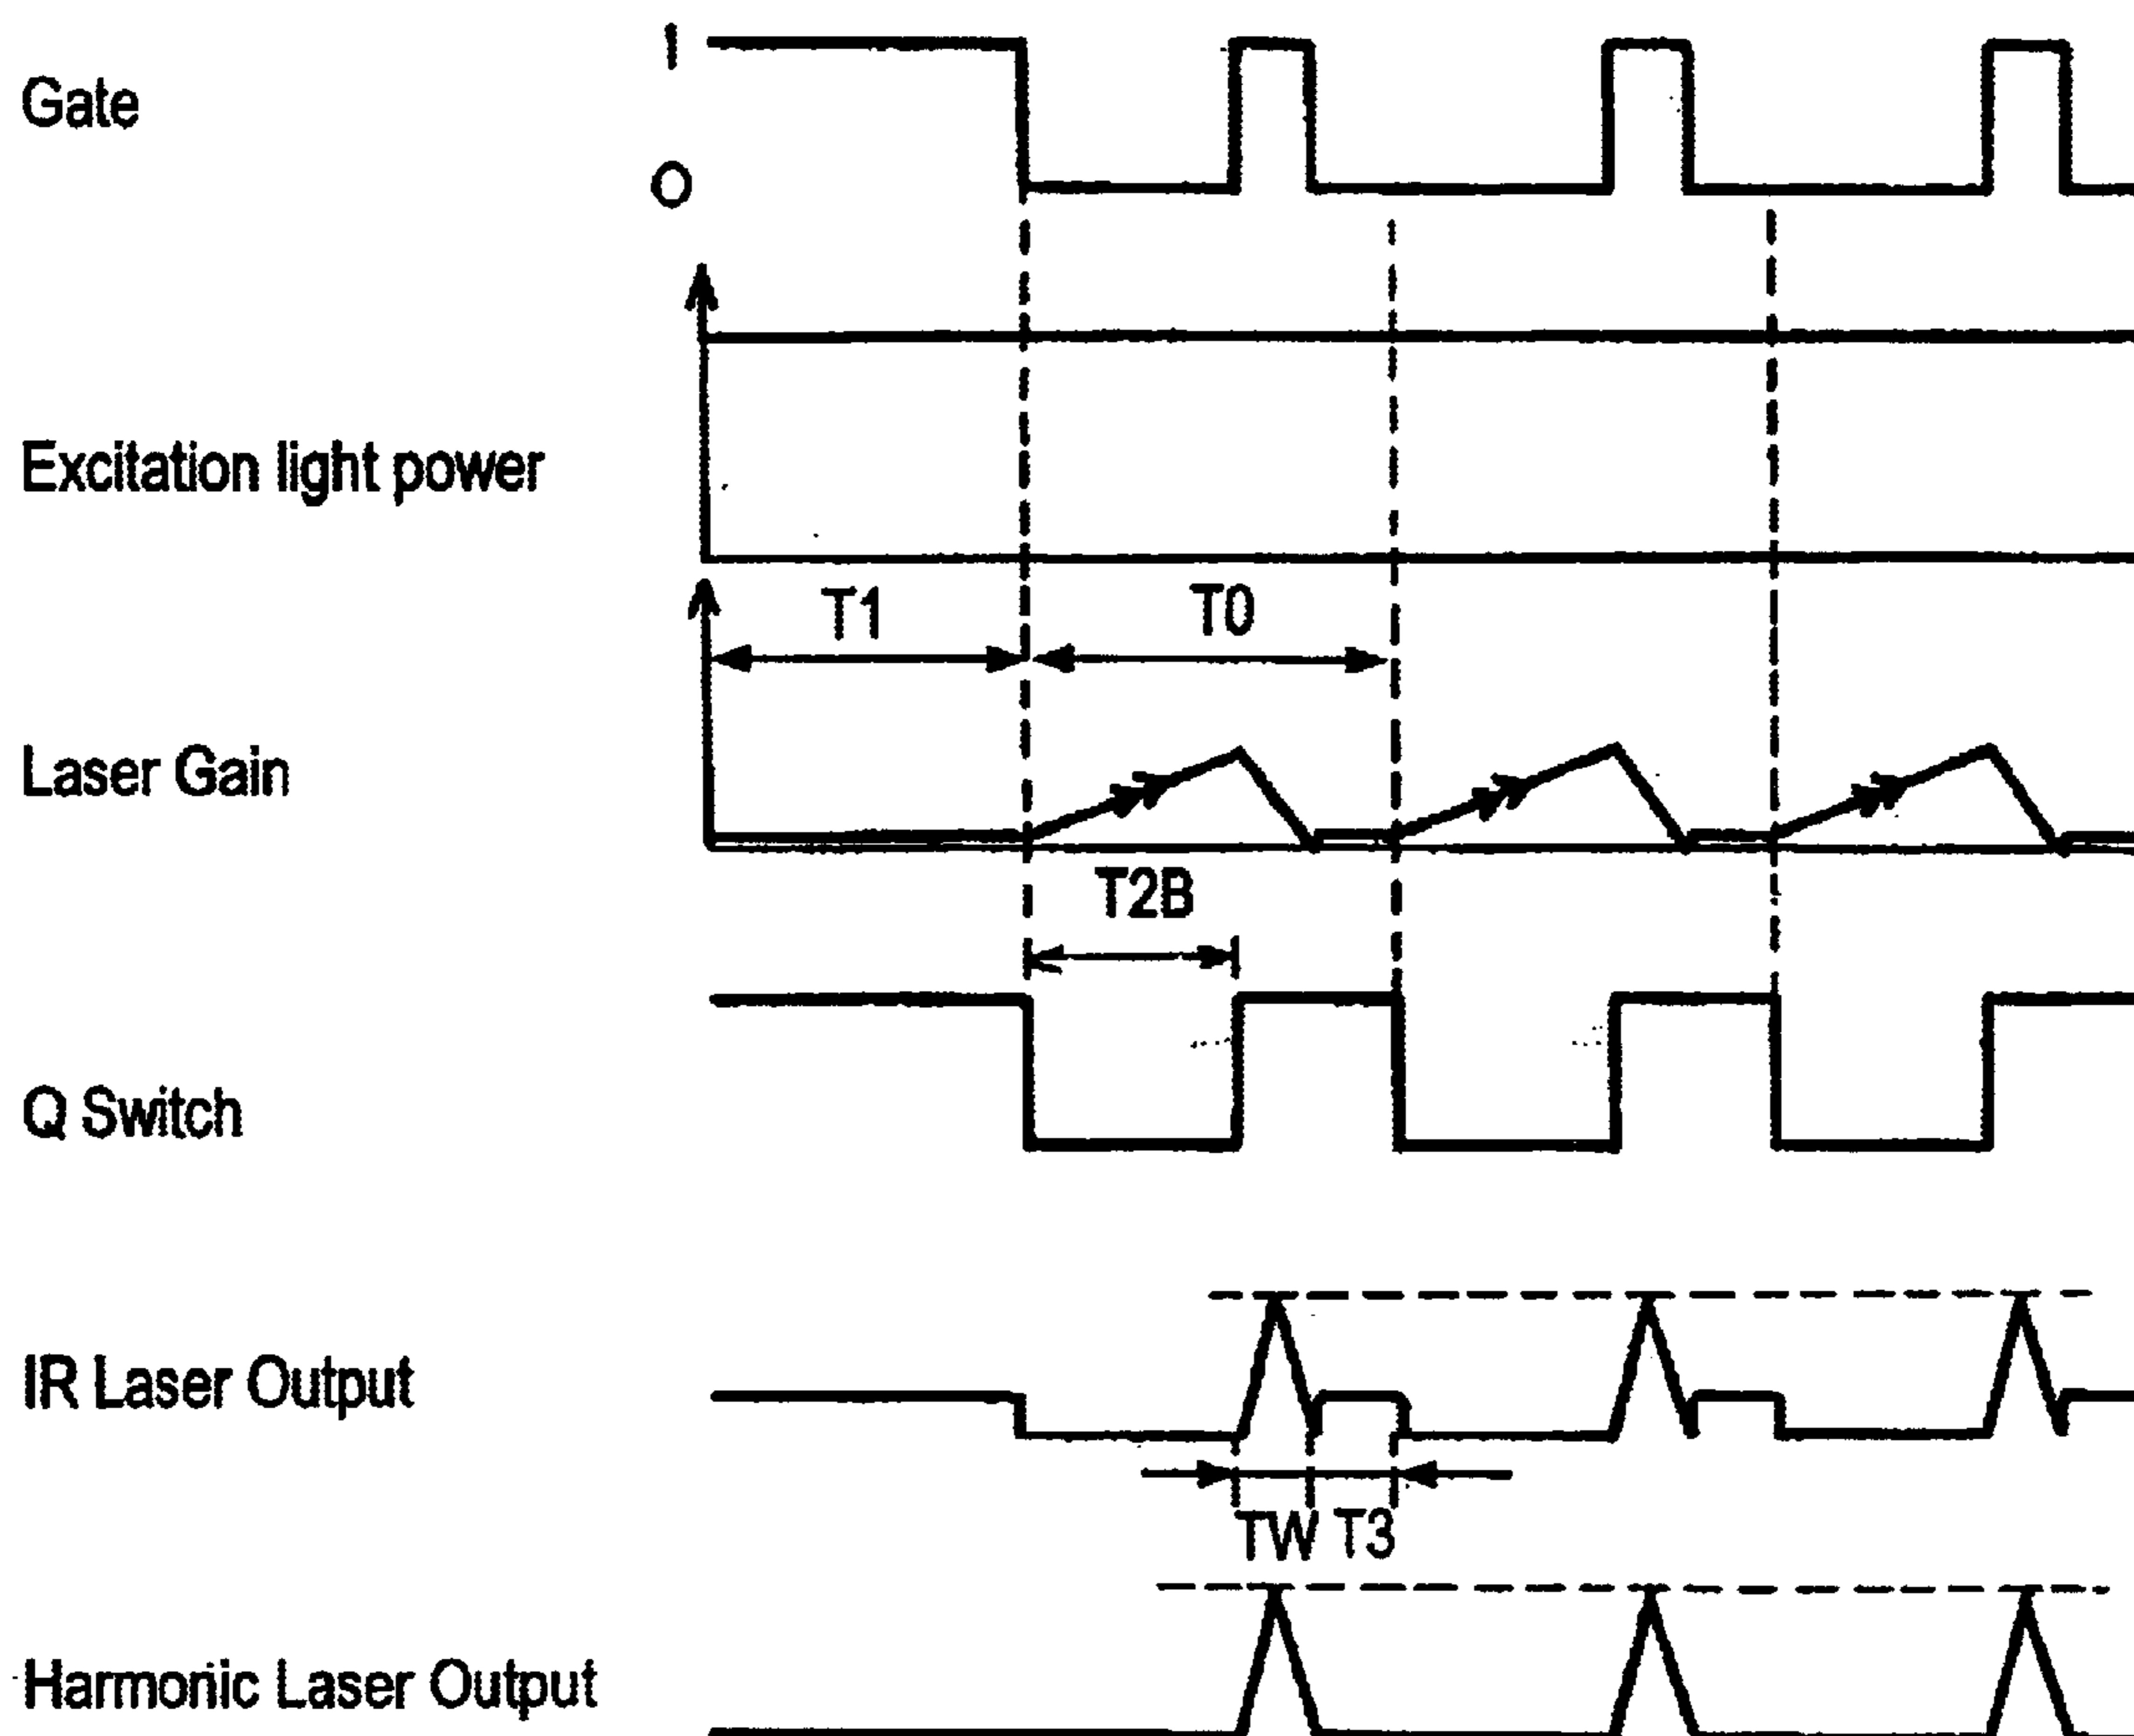 1
Gate
0
Excitation light power
T1 T0
Laser Gain
T2B
Q Switch
IR Laser Output
TW T3
Harmonic Laser Output